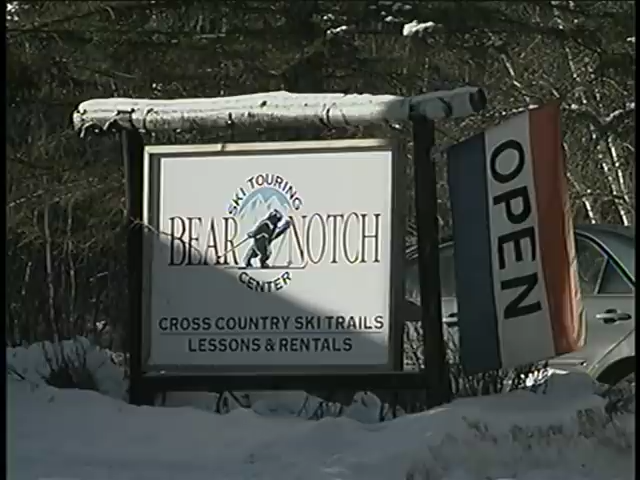 SKI TOURING
BEAR NOTCH
CENTER
CROSS COUNTRY SKI TRAILS
LESSONS & RENTALS
OPEN